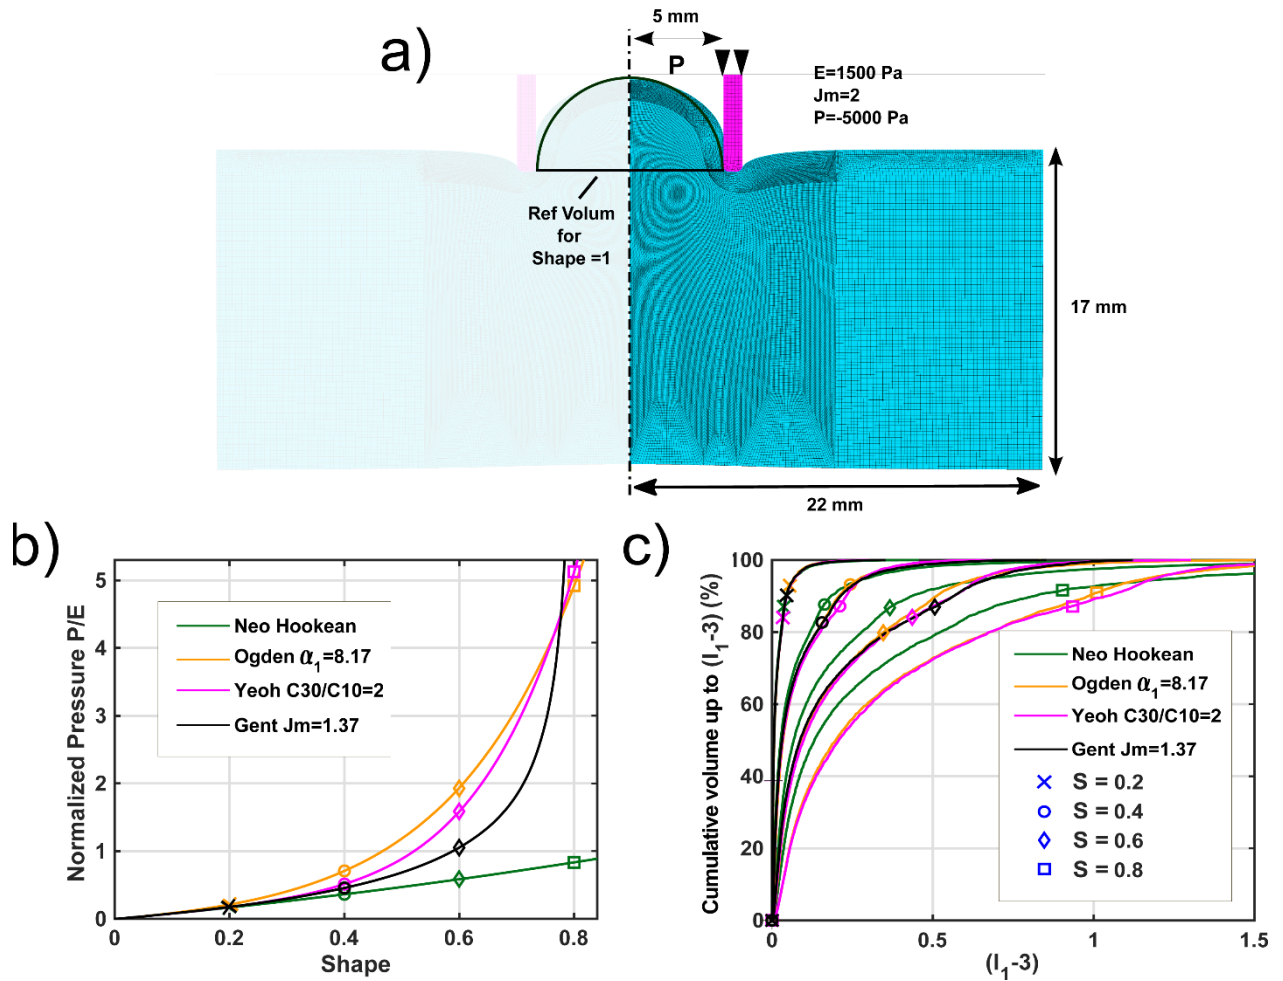 a)
5 mm
P
E=1500 Pa
Jm=2
P=-5000 Pa
Ref Volum
for
Shape =1
17 mm
22 mm
b)
Normalized Pressure P/E
5
4
3
2
1
0
0
0.2
0.4
0.6
0.8
Shape
Neo Hookean
Ogden α1=8.17
Yeoh C30/C10=2
Gent Jm=1.37
c)
Cumulative volume up to (I1-3) (%)
100
80
60
40
20
0
0
0.5
1
1.5
(I1-3)
Neo Hookean
Ogden α1=8.17
Yeoh C30/C10=2
Gent Jm=1.37
S = 0.2
S = 0.4
S = 0.6
S = 0.8